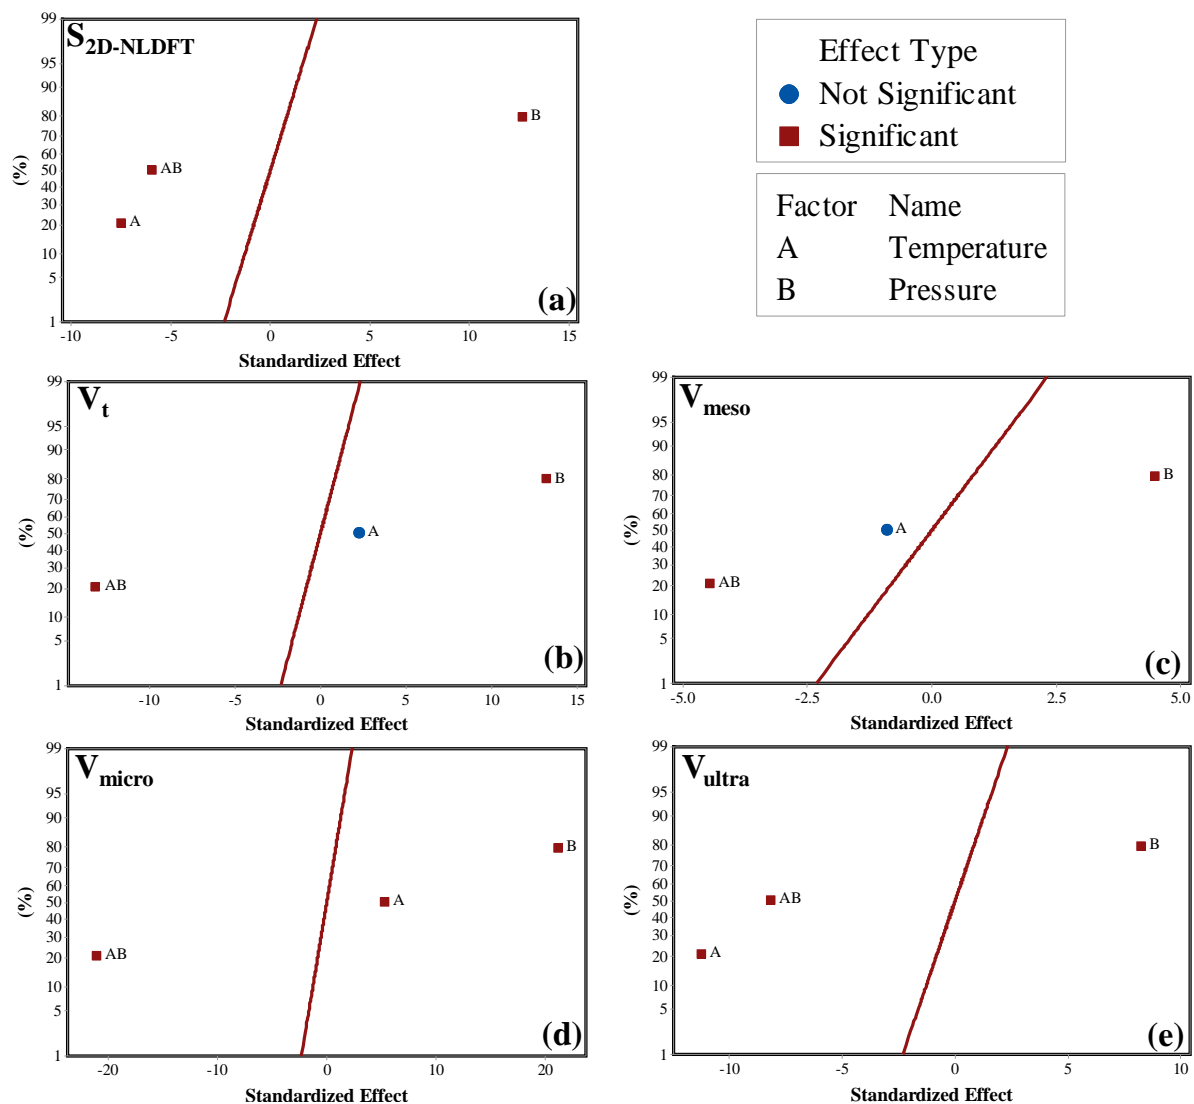 S2D-NLDFT
99
95
90
80
70
60
50
40
30
20
10
5
1
(%)
B
AB
A
(a)
-10 -5 0 5 10 15
Standardized Effect
Effect Type
Not Significant
Significant
Factor Name
A Temperature
B Pressure
Vt
99
95
90
80
70
60
50
40
30
20
10
5
1
(%)
B
A
AB
(b)
-10 -5 0 5 10 15
Standardized Effect
Vmeso
99
95
90
80
70
60
50
40
30
20
10
5
1
(%)
B
A
AB
(c)
-5.0 -2.5 0.0 2.5 5.0
Standardized Effect
Vmicro
99
95
90
80
70
60
50
40
30
20
10
5
1
(%)
B
A
AB
(d)
-20 -10 0 10 20
Standardized Effect
Vultra
99
95
90
80
70
60
50
40
30
20
10
5
1
(%)
B
AB
A
(e)
-10 -5 0 5 10
Standardized Effect